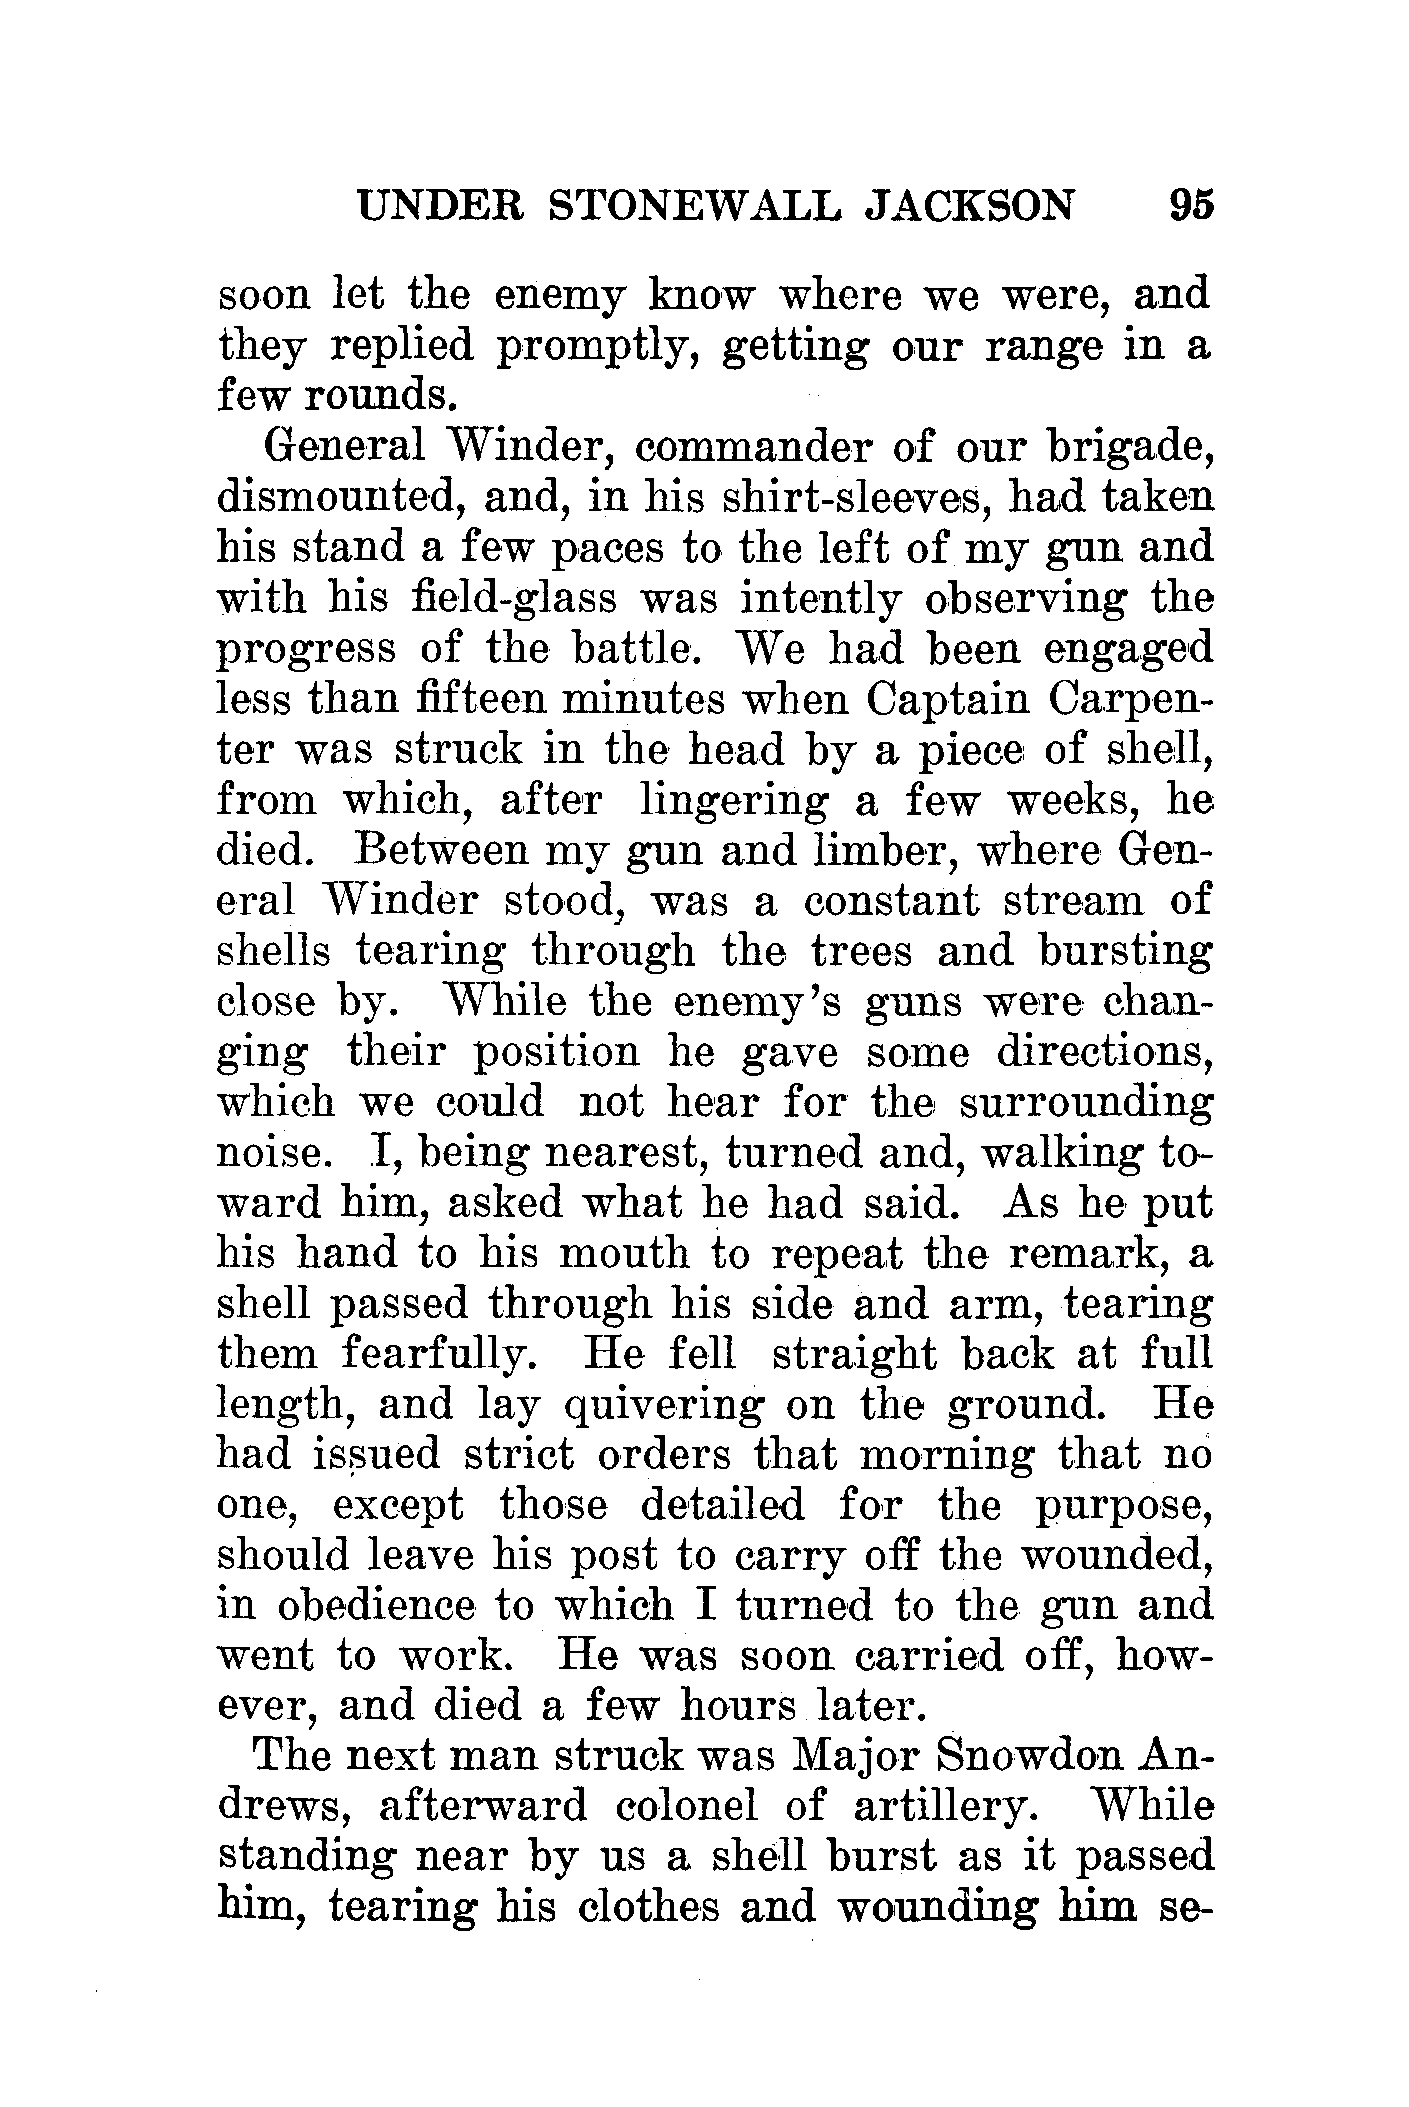 UNDER STONEWALL JACKSON 95
soon let the enemy know where we were, and
they replied promptly, getting our range in a
few rounds.
General Winder, commander of our brigade,
dismounted, and, in his shirt-sleeves, had taken
his stand a few paces to the left of my gun and
with his field-glass was intently observing the
progress of the battle. We had been engaged
less than fifteen minutes when Captain Carpen-
ter was struck in the head by a piece of shell,
from which, after lingering a few weeks, he
died. Between my gun and limber, where Gen-
eral Winder stood, was a constant stream of
shells tearing through the trees and bursting
close by. While the enemy's guns were chan-
ging their position he gave some directions,
which we could not hear for the surrounding
noise. I, being nearest, turned and, walking to-
ward him, asked what he had said. As he put
his hand to his mouth to repeat the remark, a
shell passed through his side and arm, tearing
them fearfully. He fell straight back at full
length, and lay quivering on the ground. He
had issued strict orders that morning that no
one, except those detailed for the purpose,
should leave his post to carry off the wounded,
in obedience to which I turned to the gun and
went to work. He was soon carried off, how-
ever, and died a few hours later.
The next man struck was Major Snowdon An-
drews, afterward colonel of artillery. While
standing near by us a shell burst as it passed
him, tearing his clothes and wounding him se-